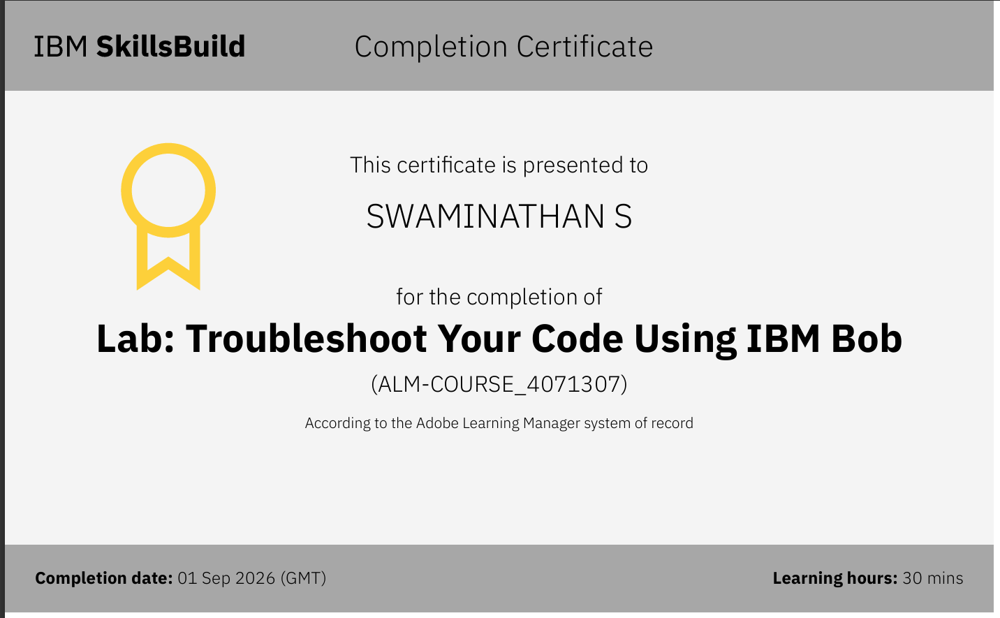 IBM SkillsBuild
Completion Certificate
This certificate is presented to
SWAMINATHAN S
for the completion of
Lab: Troubleshoot Your Code Using IBM Bob
(ALM-COURSE_4071307)
According to the Adobe Learning Manager system of record
Completion date: 01 Sep 2026 (GMT)
Learning hours: 30 mins